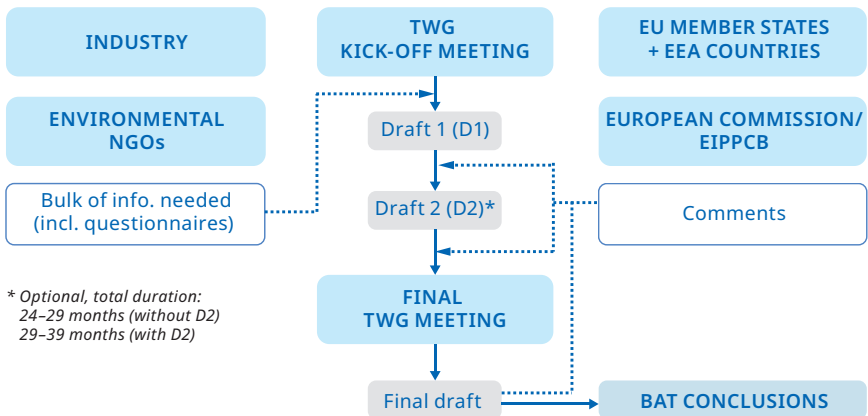 INDUSTRY
TWG
KICK-OFF MEETING
EU MEMBER STATES
+ EEA COUNTRIES
ENVIRONMENTAL
NGOs
Draft 1 (D1)
EUROPEAN COMMISSION/
EIPPCB
Bulk of info. needed
(incl. questionnaires)
Draft 2 (D2)*
Comments
* Optional, total duration:
24–29 months (without D2)
29–39 months (with D2)
FINAL
TWG MEETING
Final draft
BAT CONCLUSIONS